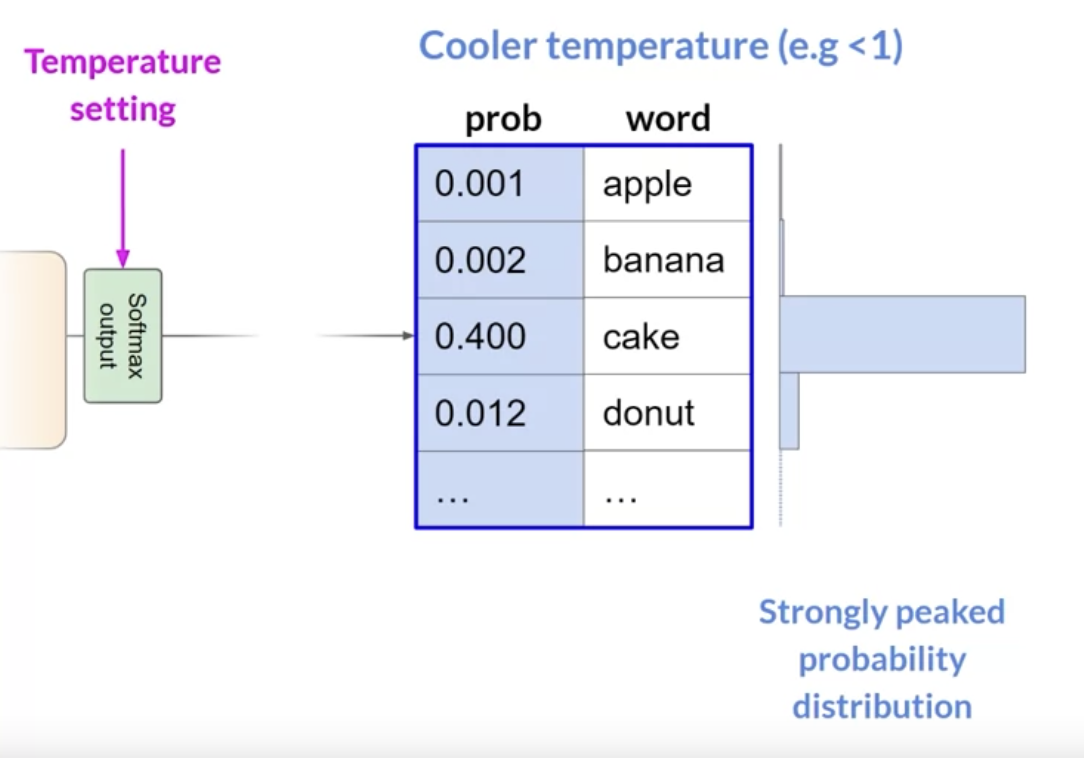 Temperature
setting
Cooler temperature (e.g <1)
prob word
0.001 apple
0.002 banana
0.400 cake
0.012 donut
... ...
Softmax
output
Strongly peaked
probability
distribution